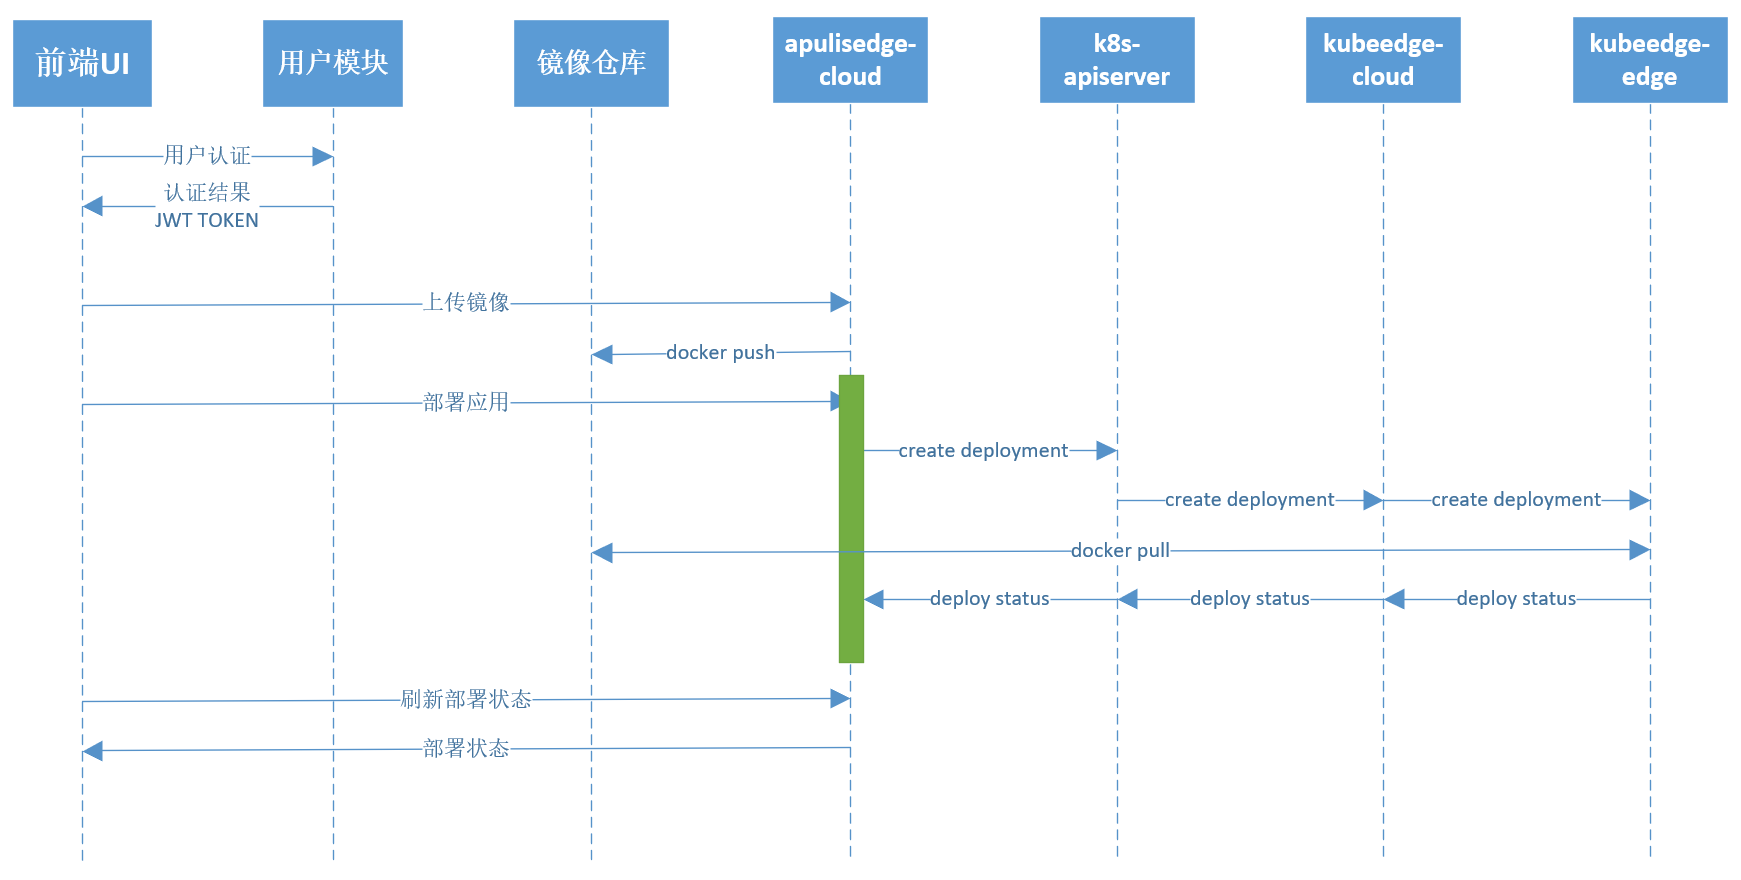 前端UI
用户模块
镜像仓库
apulisedge-
cloud
k8s-
apiserver
kubeedge-
cloud
kubeedge-
edge
用户认证
认证结果
JWT TOKEN
上传镜像
docker push
部署应用
create deployment
create deployment
create deployment
docker pull
deploy status
deploy status
deploy status
刷新部署状态
部署状态